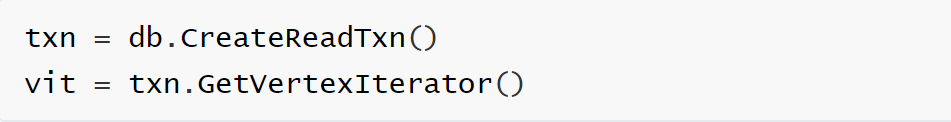 txn = db.CreateReadTxn()
vit = txn.GetVertexIterator()